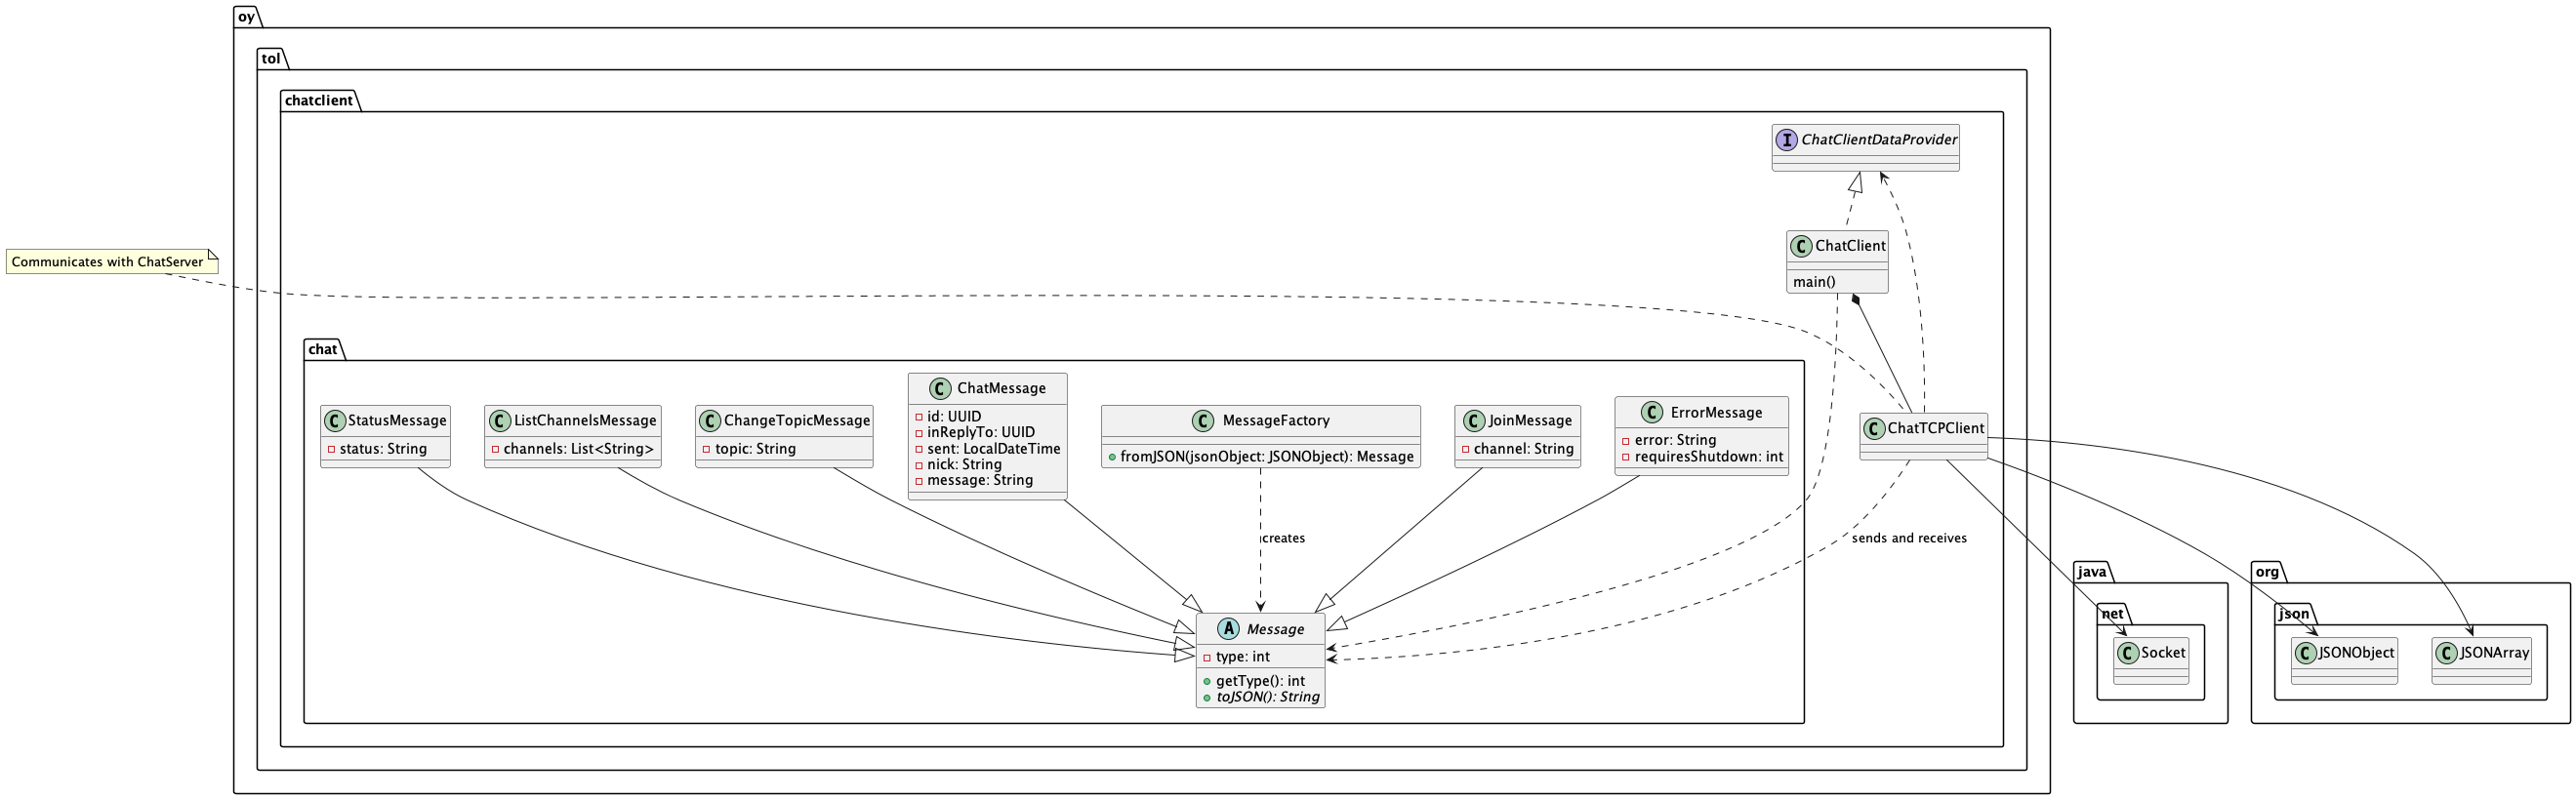 oy
tol
chatclient
I ChatClientDataProvider
C ChatClient
main()
Communicates with ChatServer
chat
C StatusMessage
status: String
C ListChannelsMessage
channels: List<String>
C ChangeTopicMessage
topic: String
C ChatMessage
id: UUID
inReplyTo: UUID
sent: LocalDateTime
nick: String
message: String
C MessageFactory
fromJSON(jsonObject: JSONObject): Message
C JoinMessage
channel: String
C ErrorMessage
error: String
requiresShutdown: int
C ChatTCPClient
creates
sends and receives
A Message
type: int
getType(): int
toJSON(): String
java
net
C Socket
org
json
C JSONObject
C JSONArray